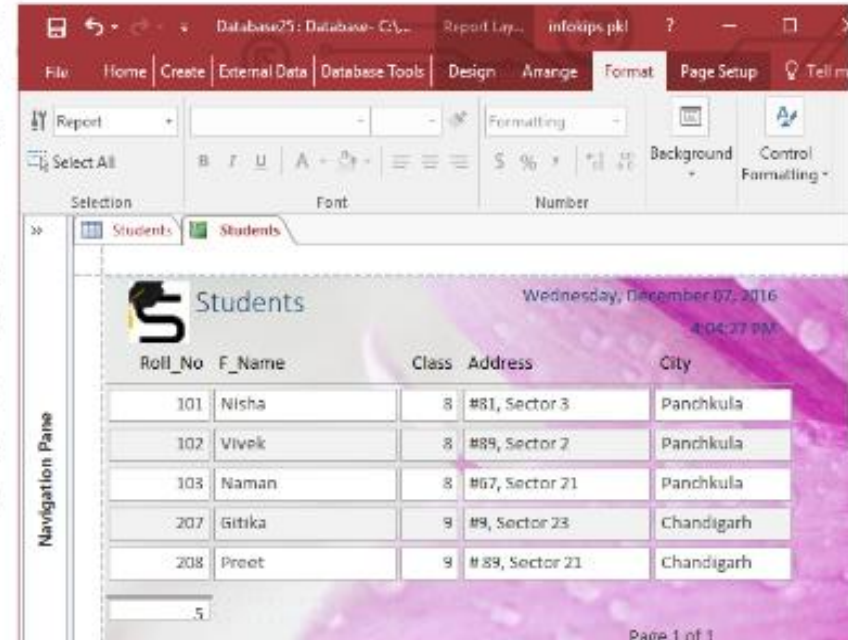 Database25 : Database- C:\... Report Lay... infokips pkl ?
File Home Create External Data Database Tools Design Arrange Format Page Setup Tell m
Report Formatting
Select All B I U A $ % Background Control Formatting
Selection Font Number
» Students Students
Navigation Pane
Students Wednesday, December 07, 2016
4:04:27 PM
Roll_No F_Name Class Address City
101 Nisha 8 #81, Sector 3 Panchkula
102 Vivek 8 #89, Sector 2 Panchkula
103 Naman 8 #67, Sector 21 Panchkula
207 Gitika 9 #9, Sector 23 Chandigarh
208 Preet 9 # 89, Sector 21 Chandigarh
5
Page 1 of 1